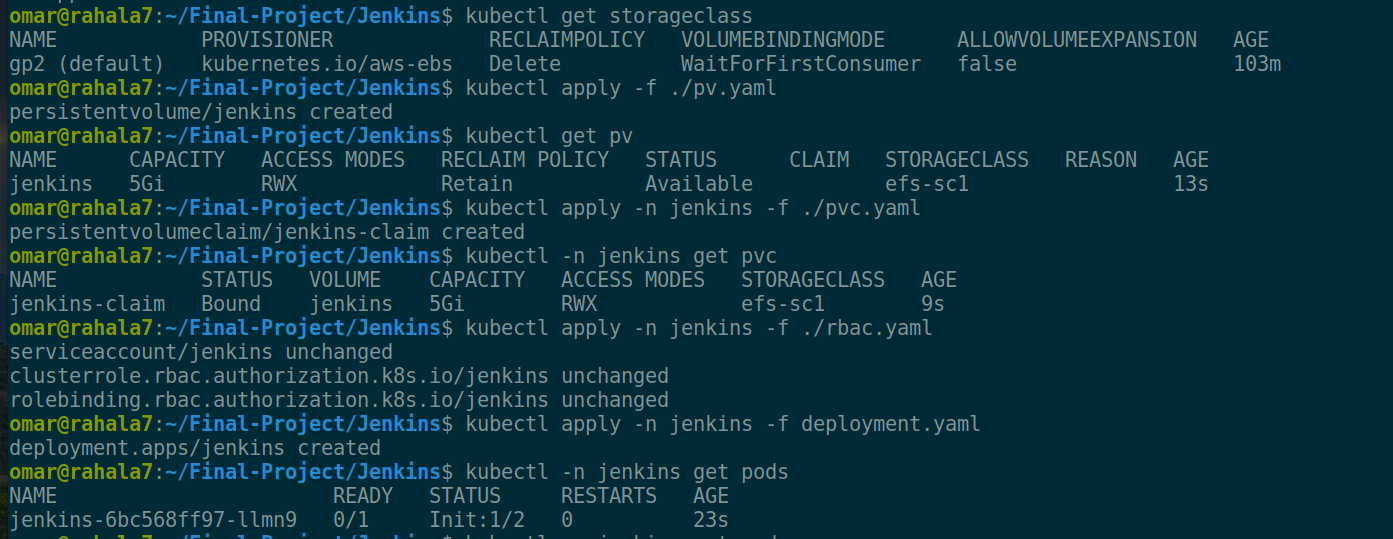 omar@rahala7:~/Final-Project/Jenkins$ kubectl get storageclass
NAME PROVISIONER RECLAIMPOLICY VOLUMEBINDINGMODE ALLOWVOLUMEEXPANSION AGE
gp2 (default) kubernetes.io/aws-ebs Delete WaitForFirstConsumer false 103m
omar@rahala7:~/Final-Project/Jenkins$ kubectl apply -f ./pv.yaml
persistentvolume/jenkins created
omar@rahala7:~/Final-Project/Jenkins$ kubectl get pv
NAME CAPACITY ACCESS MODES RECLAIM POLICY STATUS CLAIM STORAGECLASS REASON AGE
jenkins 5Gi RWX Retain Available efs-sc1 13s
omar@rahala7:~/Final-Project/Jenkins$ kubectl apply -n jenkins -f ./pvc.yaml
persistentvolumeclaim/jenkins-claim created
omar@rahala7:~/Final-Project/Jenkins$ kubectl -n jenkins get pvc
NAME STATUS VOLUME CAPACITY ACCESS MODES STORAGECLASS AGE
jenkins-claim Bound jenkins 5Gi RWX efs-sc1 9s
omar@rahala7:~/Final-Project/Jenkins$ kubectl apply -n jenkins -f ./rbac.yaml
serviceaccount/jenkins unchanged
clusterrole.rbac.authorization.k8s.io/jenkins unchanged
rolebinding.rbac.authorization.k8s.io/jenkins unchanged
omar@rahala7:~/Final-Project/Jenkins$ kubectl apply -n jenkins -f deployment.yaml
deployment.apps/jenkins created
omar@rahala7:~/Final-Project/Jenkins$ kubectl -n jenkins get pods
NAME READY STATUS RESTARTS AGE
jenkins-6bc568ff97-llmn9 0/1 Init:1/2 0 23s